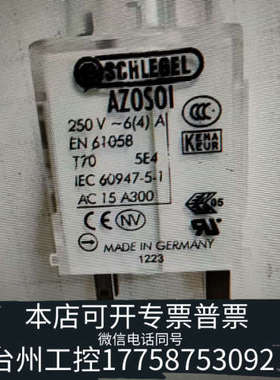 SCHLEGEL
AZOSOI
CCC
250 V ~6(4) A
EN 61058
KEMA
KEUR
T70 5E4
IEC 60947-5-1
AC 15 A300
05
CE NV
MADE IN GERMANY
1223
本店可开专票普票
微信电话同号
台州工控17758753092